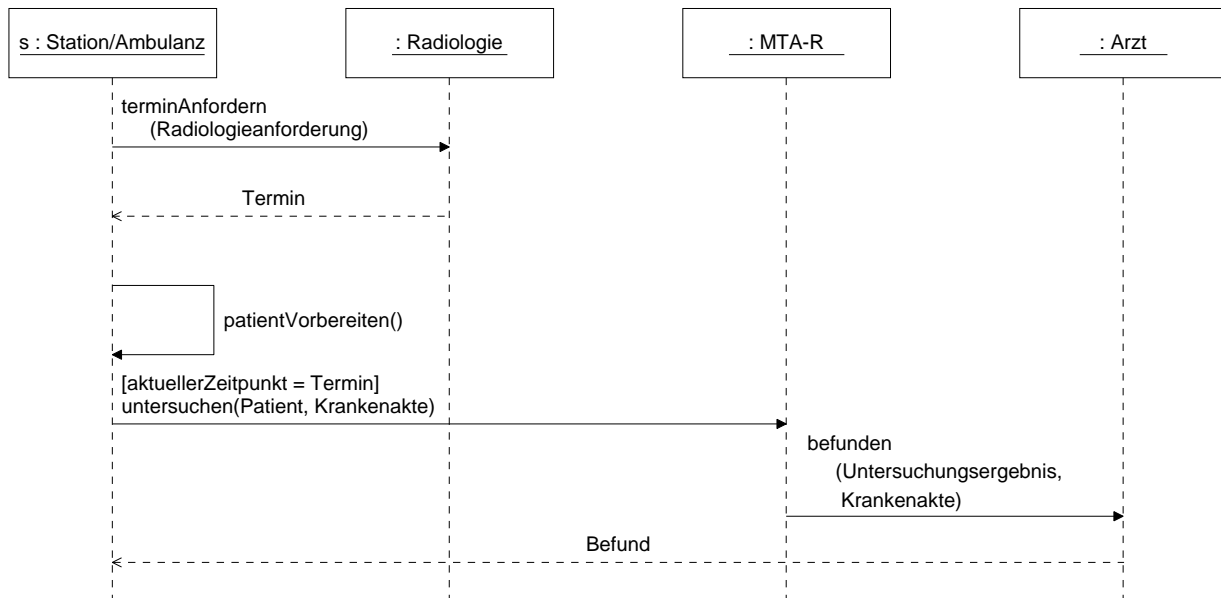 s : Station/Ambulanz
: Radiologie
: MTA-R
: Arzt
terminAnfordern
(Radiologieanforderung)
Termin
patientVorbereiten()
[aktuellerZeitpunkt = Termin]
untersuchen(Patient, Krankenakte)
befunden
(Untersuchungsergebnis,
Krankenakte)
Befund